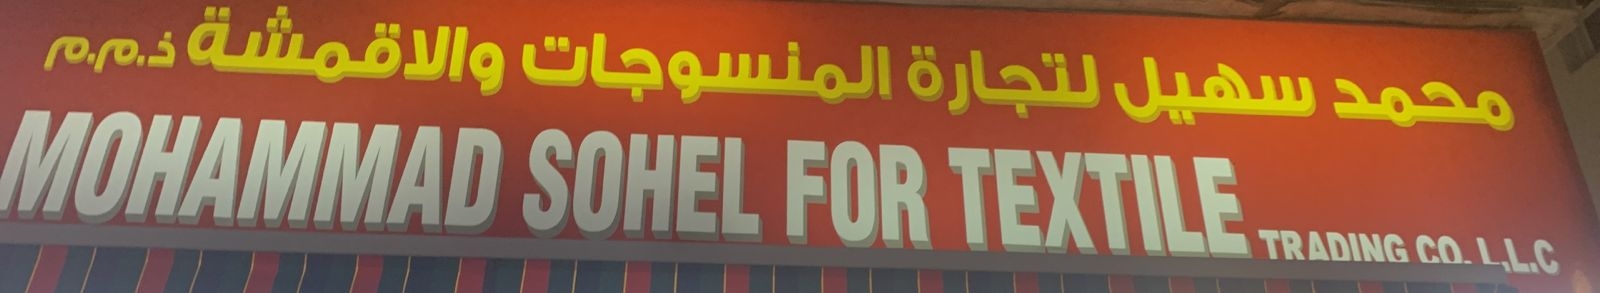 محمد سهيل لتجارة المنسوجات والاقمشة ذ.م.م
MOHAMMAD SOHEL FOR TEXTILE TRADING CO. L.L.C